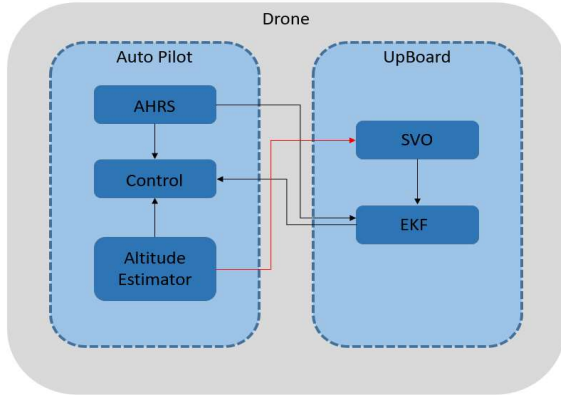 Drone
Auto Pilot
UpBoard
AHRS
SVO
Control
EKF
Altitude
Estimator